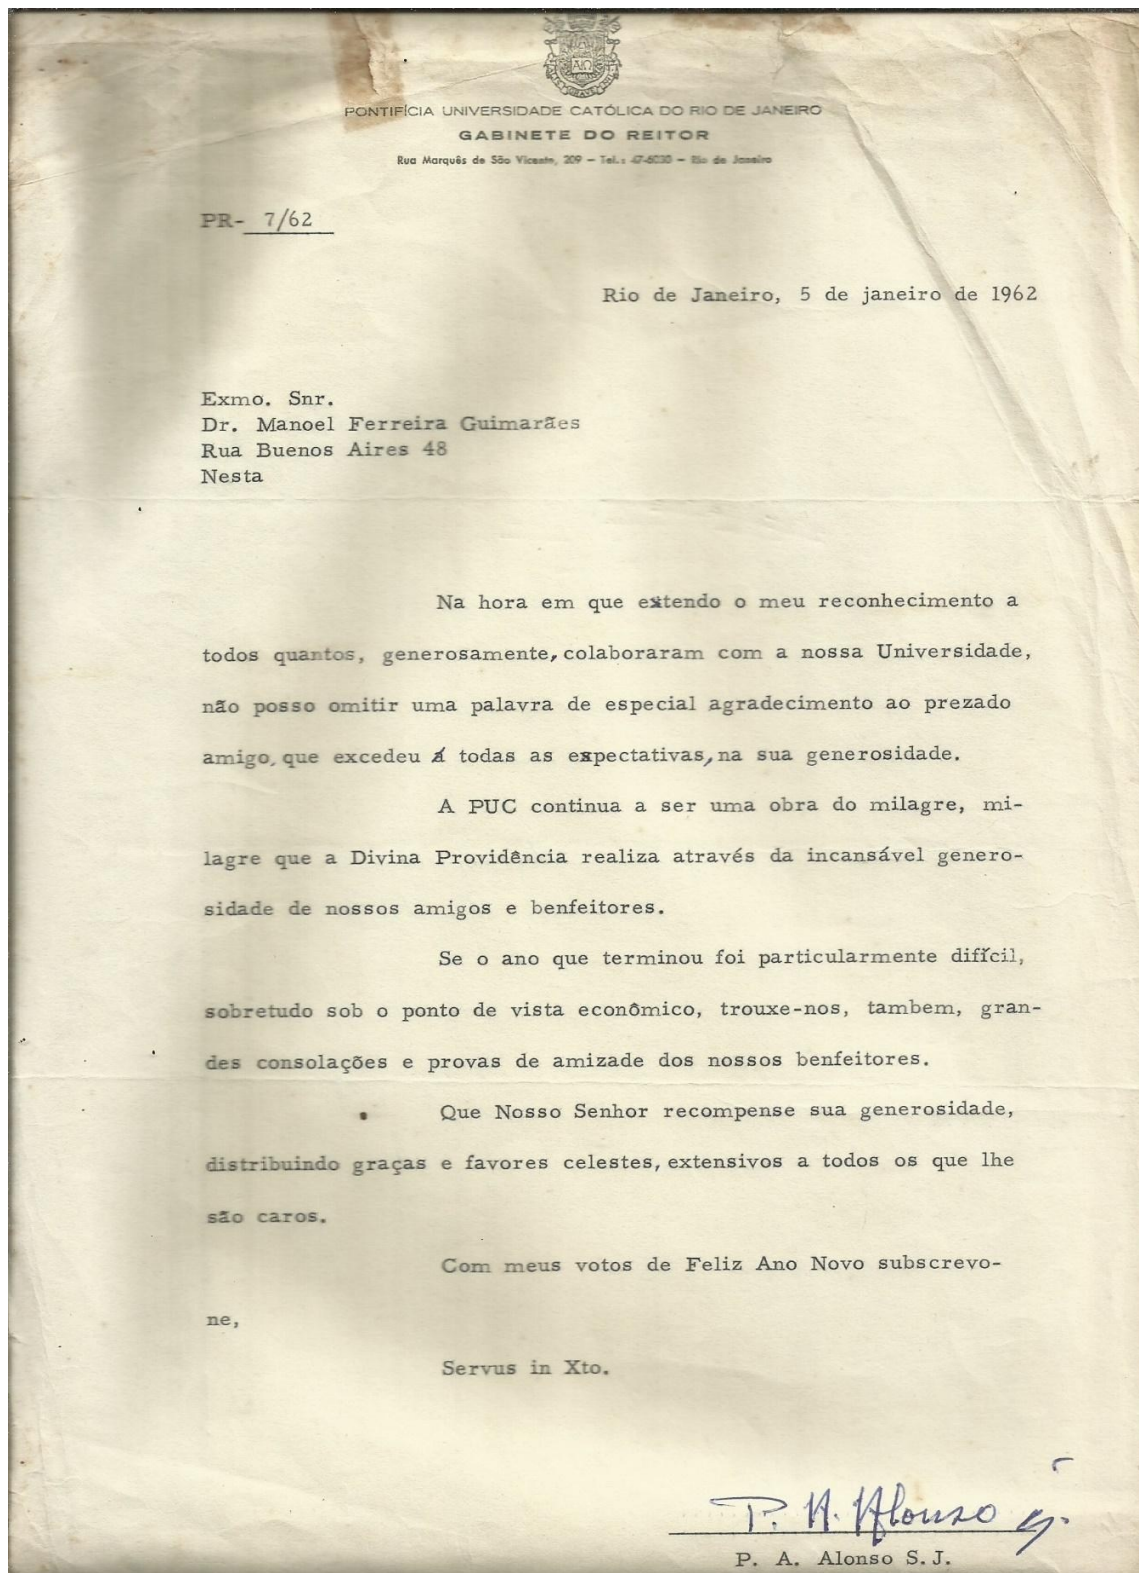 ΑΩ
PONTIFÍCIA UNIVERSIDADE CATÓLICA DO RIO DE JANEIRO
GABINETE DO REITOR
Rua Marquês de São Vicente, 209 – Tel.: 47-6030 – Rio de Janeiro
PR- 7/62
Rio de Janeiro, 5 de janeiro de 1962
Exmo. Snr.
Dr. Manoel Ferreira Guimarães
Rua Buenos Aires 48
Nesta
Na hora em que extendo o meu reconhecimento a
todos quantos, generosamente, colaboraram com a nossa Universidade,
não posso omitir uma palavra de especial agradecimento ao prezado
amigo, que excedeu á todas as expectativas, na sua generosidade.
A PUC continua a ser uma obra do milagre, mi-
lagre que a Divina Providência realiza através da incansável genero-
sidade de nossos amigos e benfeitores.
Se o ano que terminou foi particularmente difícil,
sobretudo sob o ponto de vista econômico, trouxe-nos, tambem, gran-
des consolações e provas de amizade dos nossos benfeitores.
Que Nosso Senhor recompense sua generosidade,
distribuindo graças e favores celestes, extensivos a todos os que lhe
são caros.
Com meus votos de Feliz Ano Novo subscrevo-
ne,
Servus in Xto.
P. A. Alonso sj.
P. A. Alonso S.J.